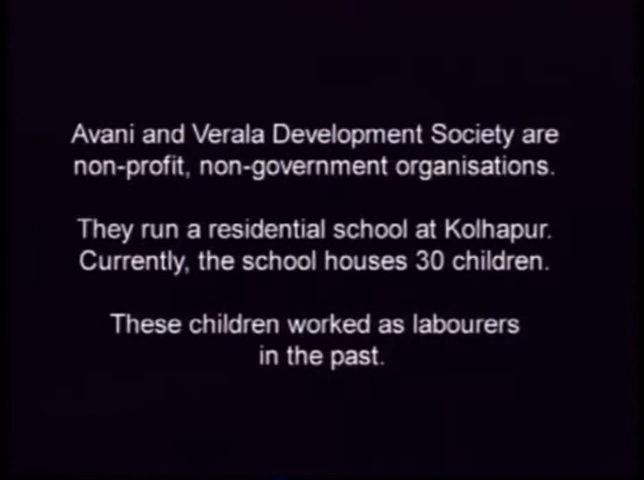 Avani and Verala Development Society are
non-profit, non-government organisations.
They run a residential school at Kolhapur.
Currently, the school houses 30 children.
These children worked as labourers
in the past.